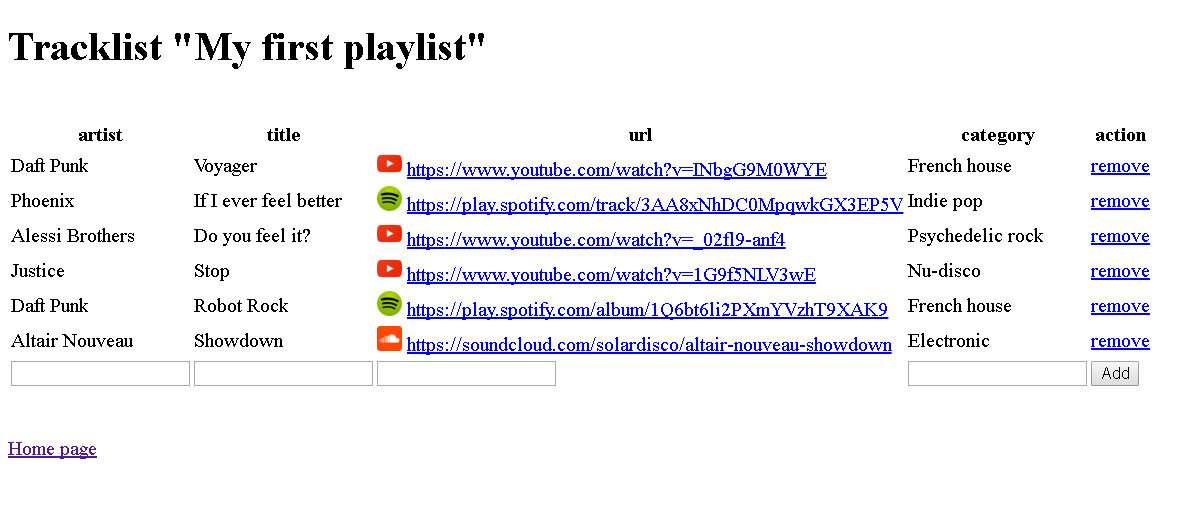 Tracklist "My first playlist"
artist title url category action
Daft Punk Voyager https://www.youtube.com/watch?v=INbgG9M0WYE French house remove
Phoenix If I ever feel better https://play.spotify.com/track/3AA8xNhDC0MpqwkGX3EP5V Indie pop remove
Alessi Brothers Do you feel it? https://www.youtube.com/watch?v=_02fl9-anf4 Psychedelic rock remove
Justice Stop https://www.youtube.com/watch?v=1G9f5NLV3wE Nu-disco remove
Daft Punk Robot Rock https://play.spotify.com/album/1Q6bt6li2PXmYVzhT9XAK9 French house remove
Altair Nouveau Showdown https://soundcloud.com/solardisco/altair-nouveau-showdown Electronic remove
Add
Home page